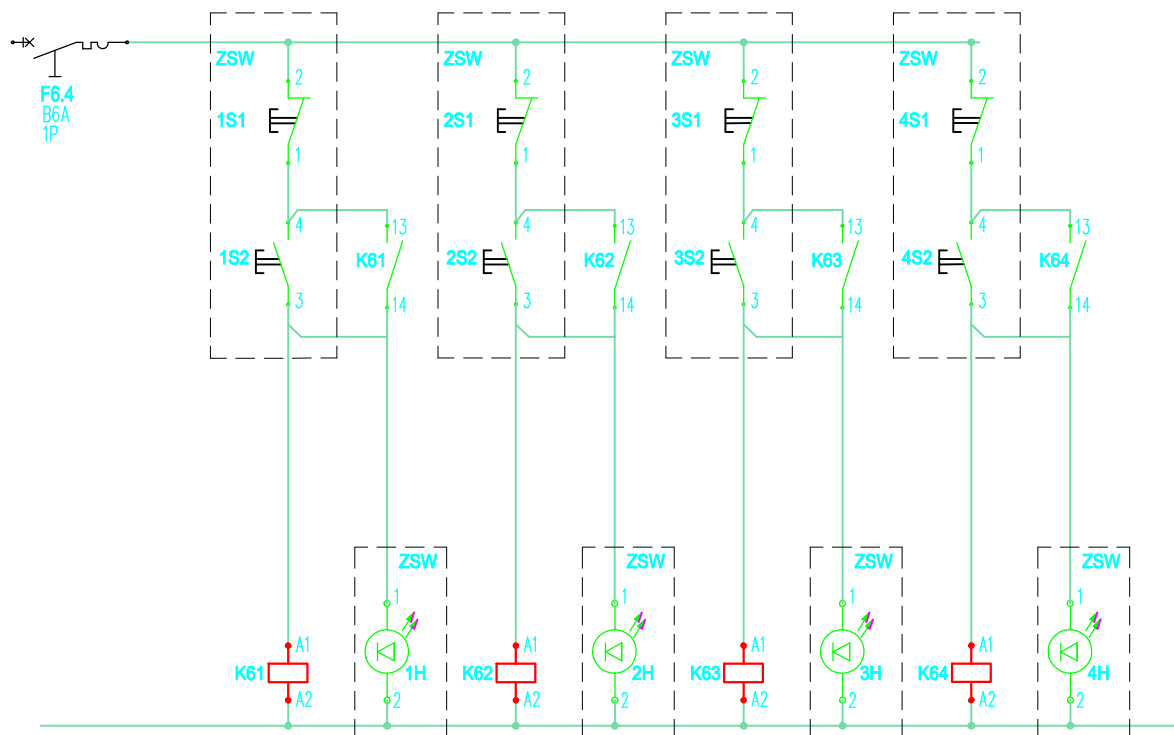 ZSW ZSW ZSW ZSW
2 2 2 2
F6.4
B6A
1P
1S1 2S1 3S1 4S1
1 1 1 1
4 13 4 13 4 13 4 13
1S2 K61 2S2 K62 3S2 K63 4S2 K64
3 14 3 14 3 14 3 14
ZSW ZSW ZSW ZSW
1 1 1 1
A1 A1 A1 A1
K61 1H K62 2H K63 3H K64 4H
A2 2 A2 2 A2 2 A2 2